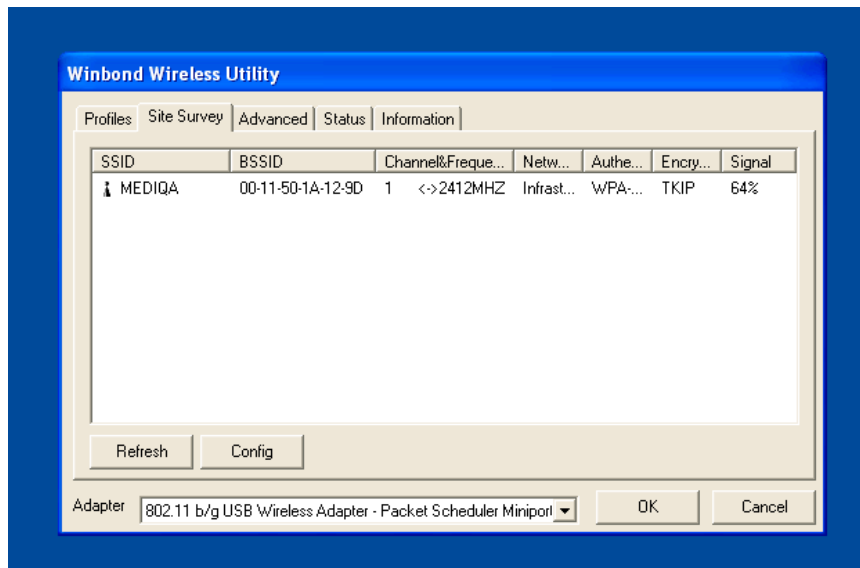 Winbond Wireless Utility
Profiles Site Survey Advanced Status Information
SSID BSSID Channel&Freque... Netw... Authe... Encry... Signal
MEDIQA 00-11-50-1A-12-9D 1 <->2412MHZ Infrast... WPA-... TKIP 64%
Refresh Config
Adapter 802.11 b/g USB Wireless Adapter - Packet Scheduler Miniport OK Cancel